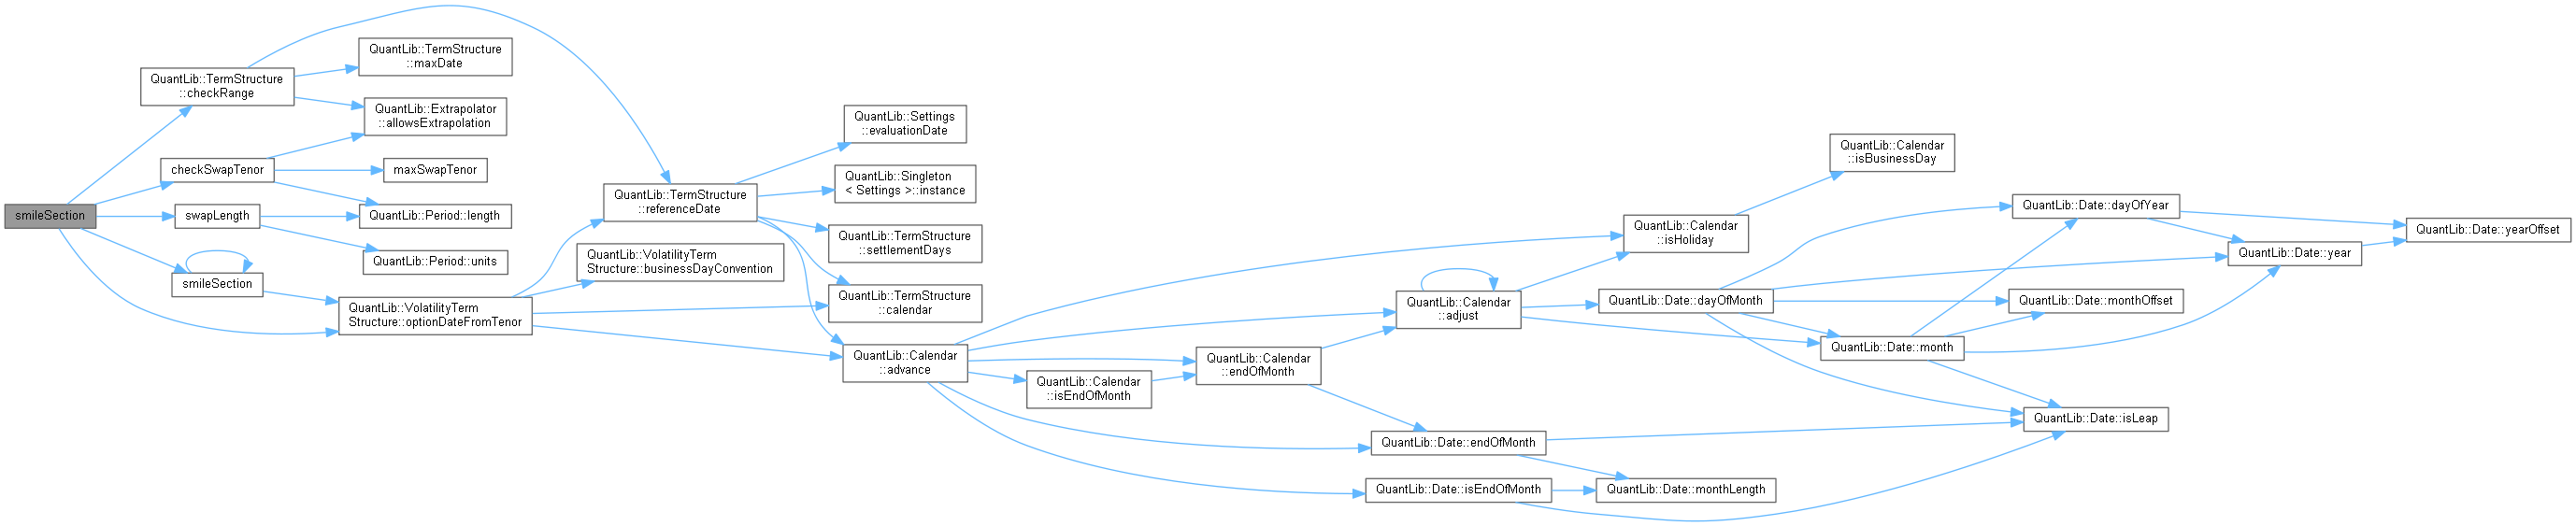 smileSection
QuantLib::TermStructure
::checkRange
checkSwapTenor
swapLength
smileSection
QuantLib::TermStructure
::maxDate
QuantLib::Extrapolator
::allowsExtrapolation
maxSwapTenor
QuantLib::Period::length
QuantLib::Period::units
QuantLib::VolatilityTerm
Structure::optionDateFromTenor
QuantLib::TermStructure
::referenceDate
QuantLib::VolatilityTerm
Structure::businessDayConvention
QuantLib::Settings
::evaluationDate
QuantLib::Singleton
< Settings >::instance
QuantLib::TermStructure
::settlementDays
QuantLib::TermStructure
::calendar
QuantLib::Calendar
::advance
QuantLib::Calendar
::isEndOfMonth
QuantLib::Calendar
::endOfMonth
QuantLib::Calendar
::adjust
QuantLib::Date::endOfMonth
QuantLib::Date::isEndOfMonth
QuantLib::Calendar
::isHoliday
QuantLib::Date::dayOfMonth
QuantLib::Date::monthLength
QuantLib::Calendar
::isBusinessDay
QuantLib::Date::month
QuantLib::Date::dayOfYear
QuantLib::Date::monthOffset
QuantLib::Date::isLeap
QuantLib::Date::year
QuantLib::Date::yearOffset